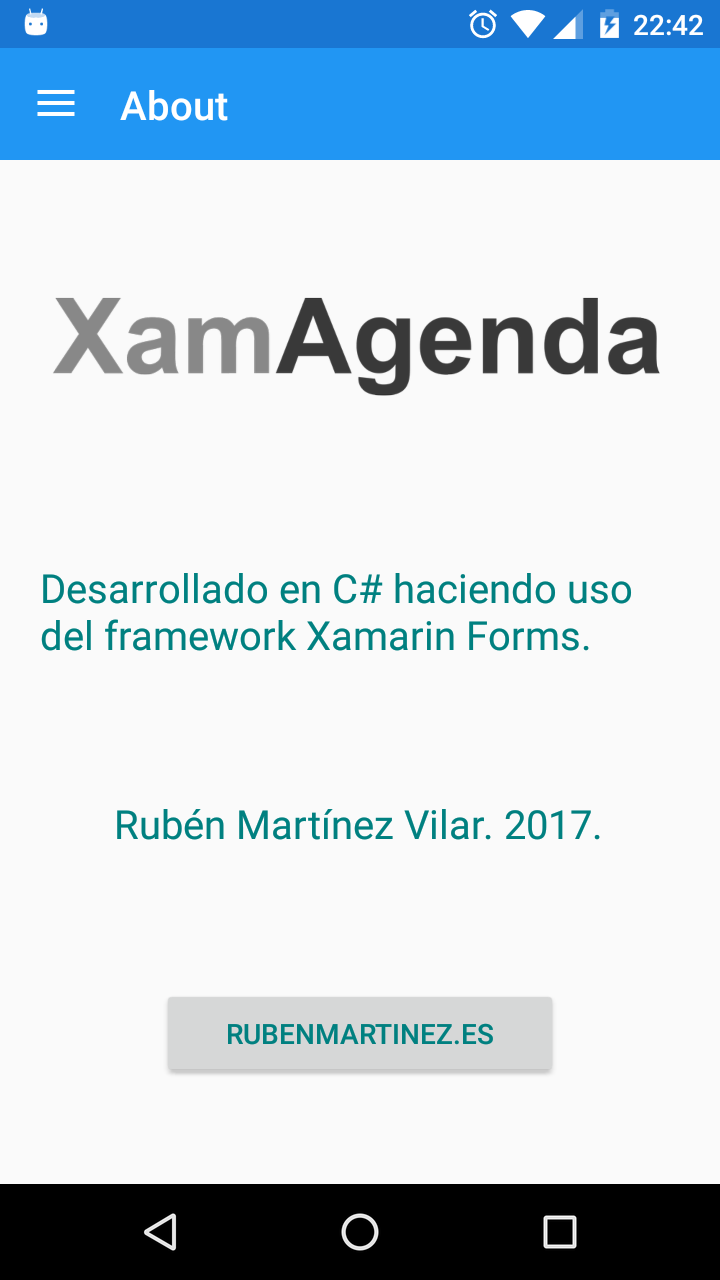 22:42
About
XamAgenda
Desarrollado en C# haciendo uso
del framework Xamarin Forms.
Rubén Martínez Vilar. 2017.
RUBENMARTINEZ.ES